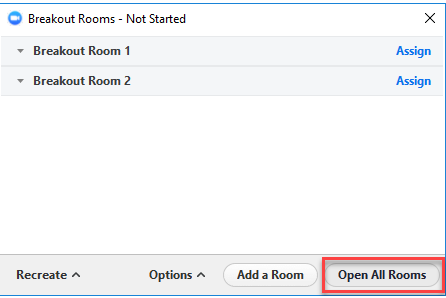 Breakout Rooms - Not Started
Breakout Room 1 Assign
Breakout Room 2 Assign
Recreate Options Add a Room Open All Rooms